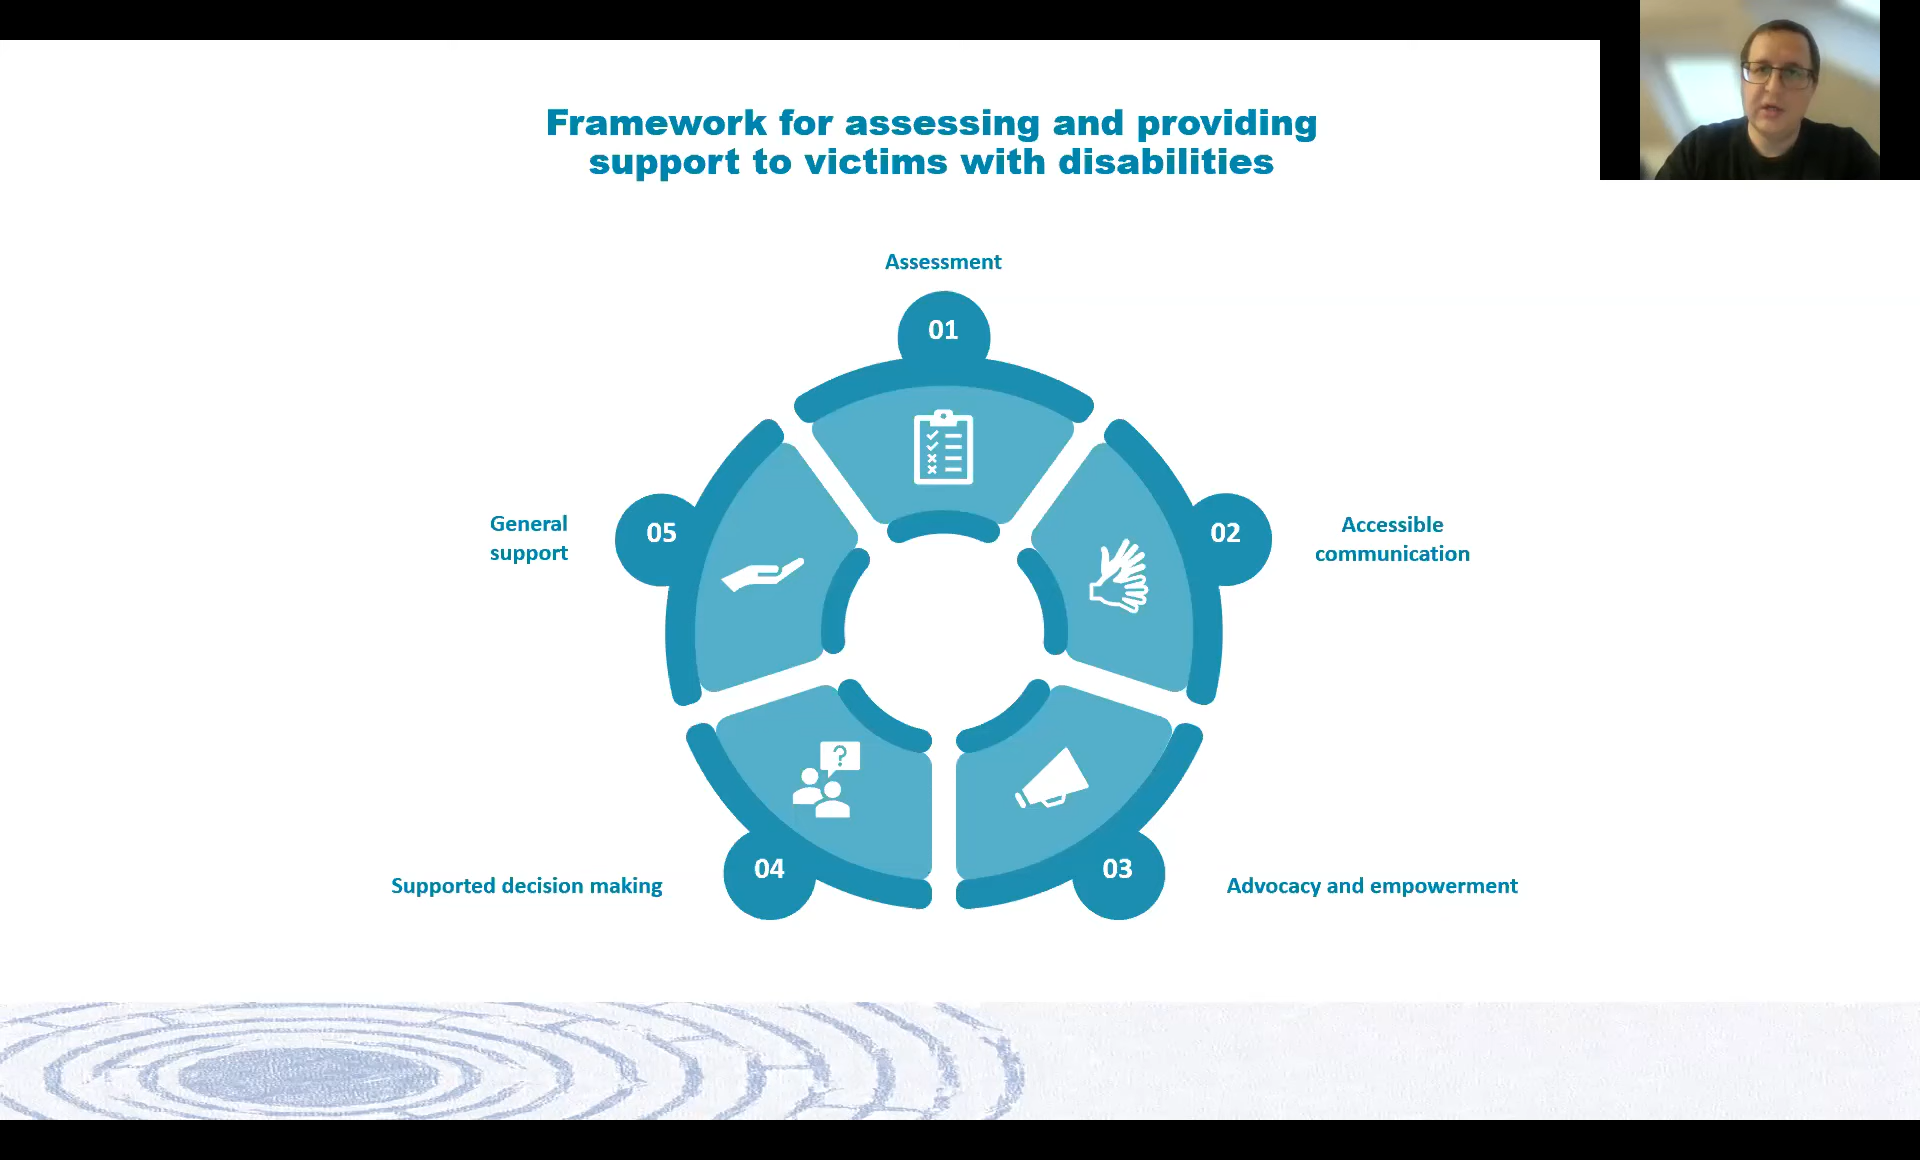 Framework for assessing and providing
support to victims with disabilities
Assessment
01
Accessible
communication
02
Advocacy and empowerment
03
Supported decision making
04
General
support
05
?